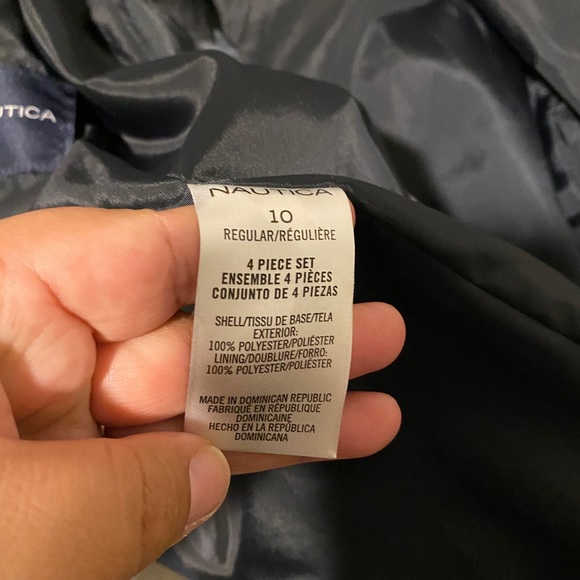 UTICA
NAUTICA
10
REGULAR/RÉGULIÈRE
4 PIECE SET
ENSEMBLE 4 PIÈCES
CONJUNTO DE 4 PIEZAS
SHELL/TISSU DE BASE/TELA
EXTERIOR:
100% POLYESTER/POLIÉSTER
LINING/DOUBLURE/FORRO:
100% POLYESTER/POLIÉSTER
MADE IN DOMINICAN REPUBLIC
FABRIQUÉ EN RÉPUBLIQUE
DOMINICAINE
HECHO EN LA REPÚBLICA
DOMINICANA